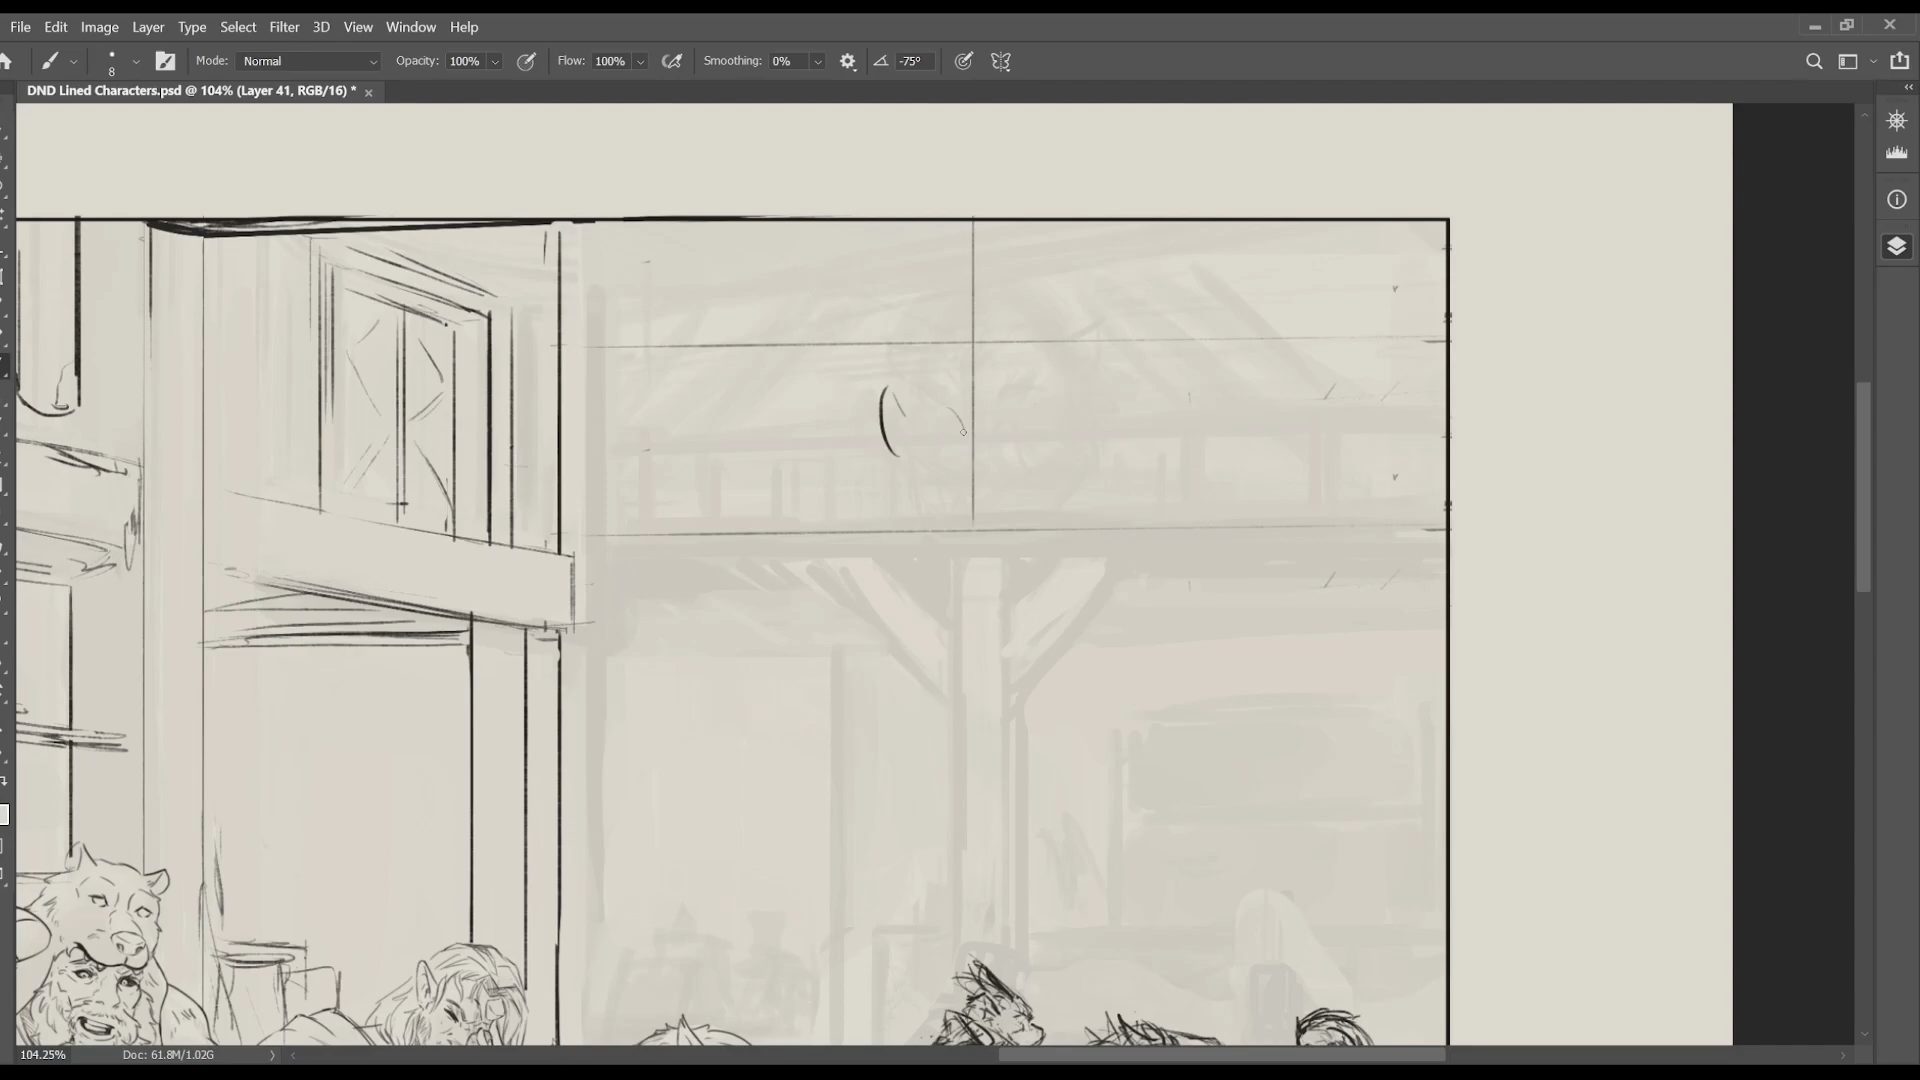 File Edit Image Layer Type Select Filter 3D View Window Help
8 Mode: Normal Opacity: 100% Flow: 100% Smoothing: 0% -75°
DND Lined Characters.psd @ 104% (Layer 41, RGB/16) *
104.25% Doc: 61.8M/1.02G